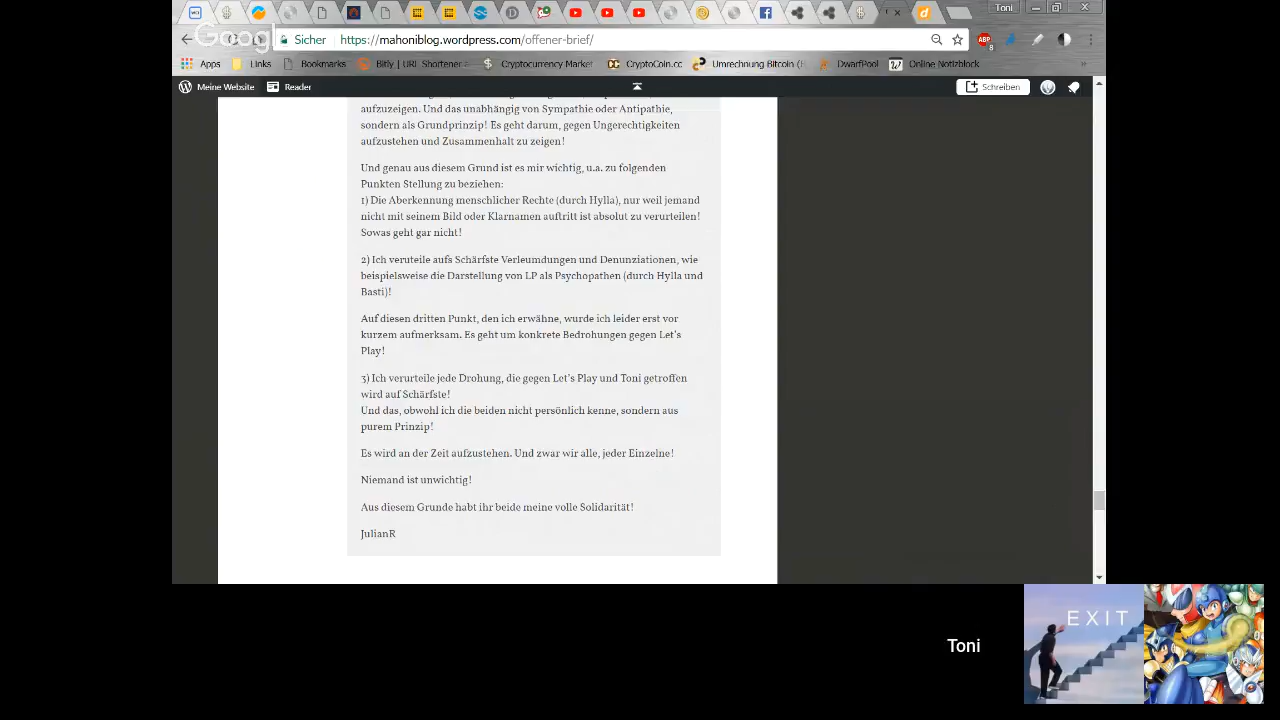 Toni
Sicher
https://mahoniblog.wordpress.com/offener-brief/
ABP
8
Apps
Links
Bookmarks
Bitly | URL Shortener
Cryptocurrency Market
CryptoCoin.cc
Umrechnung Bitcoin (
DwarfPool
Online Notizblock
Meine Website
Reader
Schreiben
aufzuzeigen. Und das unabhängig von Sympathie oder Antipathie,
sondern als Grundprinzip! Es geht darum, gegen Ungerechtigkeiten
aufzustehen und Zusammenhalt zu zeigen!
Und genau aus diesem Grund ist es mir wichtig, u.a. zu folgenden
Punkten Stellung zu beziehen:
1) Die Aberkennung menschlicher Rechte (durch Hylla), nur weil jemand
nicht mit seinem Bild oder Klarnamen auftritt ist absolut zu verurteilen!
Sowas geht gar nicht!
2) Ich veruteile aufs Schärfste Verleumdungen und Denunziationen, wie
beispielsweise die Darstellung von LP als Psychopathen (durch Hylla und
Basti)!
Auf diesen dritten Punkt, den ich erwähne, wurde ich leider erst vor
kurzem aufmerksam. Es geht um konkrete Bedrohungen gegen Let's
Play!
3) Ich verurteile jede Drohung, die gegen Let's Play und Toni getroffen
wird auf Schärfste!
Und das, obwohl ich die beiden nicht persönlich kenne, sondern aus
purem Prinzip!
Es wird an der Zeit aufzustehen. Und zwar wir alle, jeder Einzelne!
Niemand ist unwichtig!
Aus diesem Grunde habt ihr beide meine volle Solidarität!
JulianR
EXIT
Toni